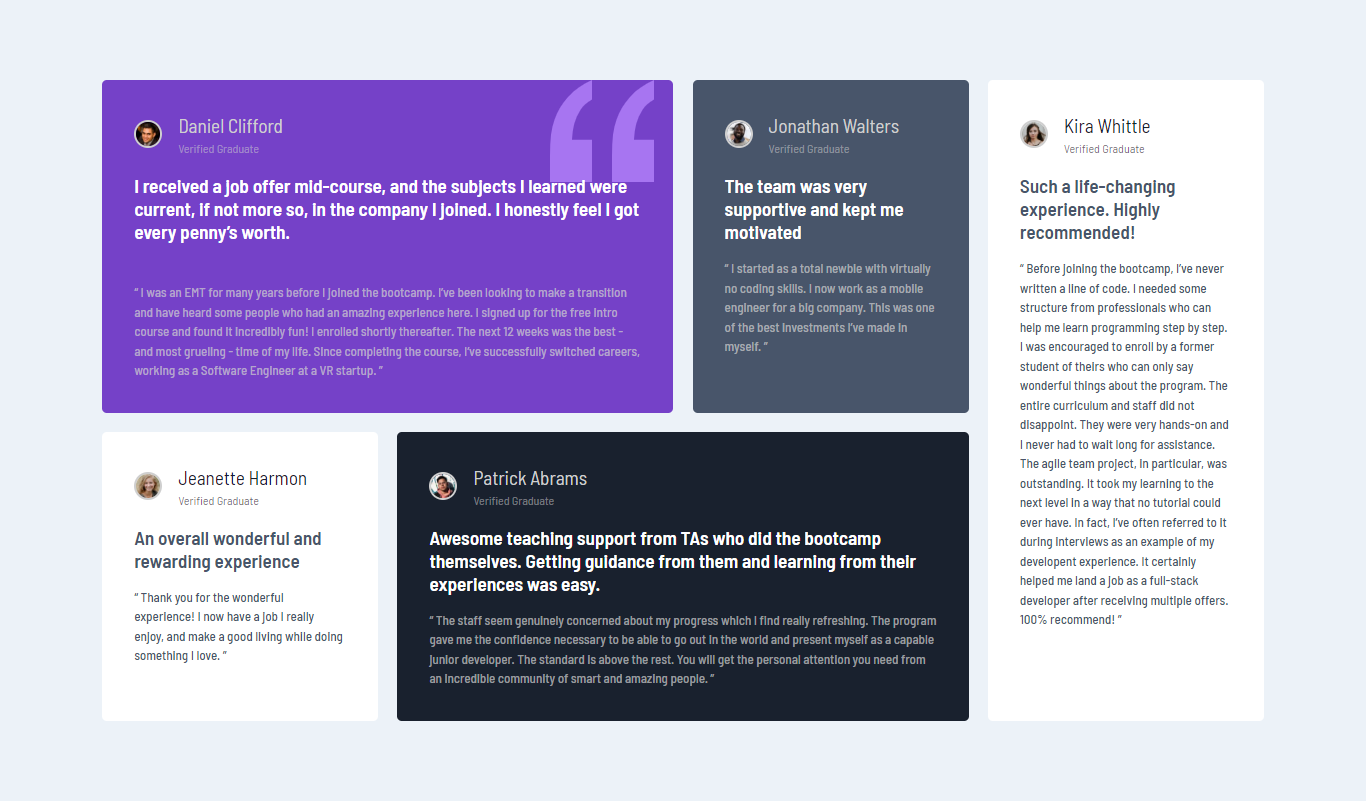 Daniel Clifford
Verified Graduate
I received a job offer mid-course, and the subjects I learned were
current, if not more so, in the company I joined. I honestly feel I got
every penny’s worth.
“ I was an EMT for many years before I joined the bootcamp. I’ve been looking to make a transition
and have heard some people who had an amazing experience here. I signed up for the free intro
course and found it incredibly fun! I enrolled shortly thereafter. The next 12 weeks was the best -
and most grueling - time of my life. Since completing the course, I’ve successfully switched careers,
working as a Software Engineer at a VR startup. ”
Jonathan Walters
Verified Graduate
The team was very
supportive and kept me
motivated
“ I started as a total newbie with virtually
no coding skills. I now work as a mobile
engineer for a big company. This was one
of the best investments I’ve made in
myself. ”
Kira Whittle
Verified Graduate
Such a life-changing
experience. Highly
recommended!
“ Before joining the bootcamp, I’ve never
written a line of code. I needed some
structure from professionals who can
help me learn programming step by step.
I was encouraged to enroll by a former
student of theirs who can only say
wonderful things about the program. The
entire curriculum and staff did not
disappoint. They were very hands-on and
I never had to wait long for assistance.
The agile team project, in particular, was
outstanding. It took my learning to the
next level in a way that no tutorial could
ever have. In fact, I’ve often referred to it
during interviews as an example of my
developent experience. It certainly
helped me land a job as a full-stack
developer after receiving multiple offers.
100% recommend! ”
Jeanette Harmon
Verified Graduate
An overall wonderful and
rewarding experience
“ Thank you for the wonderful
experience! I now have a job I really
enjoy, and make a good living while doing
something I love. ”
Patrick Abrams
Verified Graduate
Awesome teaching support from TAs who did the bootcamp
themselves. Getting guidance from them and learning from their
experiences was easy.
“ The staff seem genuinely concerned about my progress which I find really refreshing. The program
gave me the confidence necessary to be able to go out in the world and present myself as a capable
junior developer. The standard is above the rest. You will get the personal attention you need from
an incredible community of smart and amazing people. ”